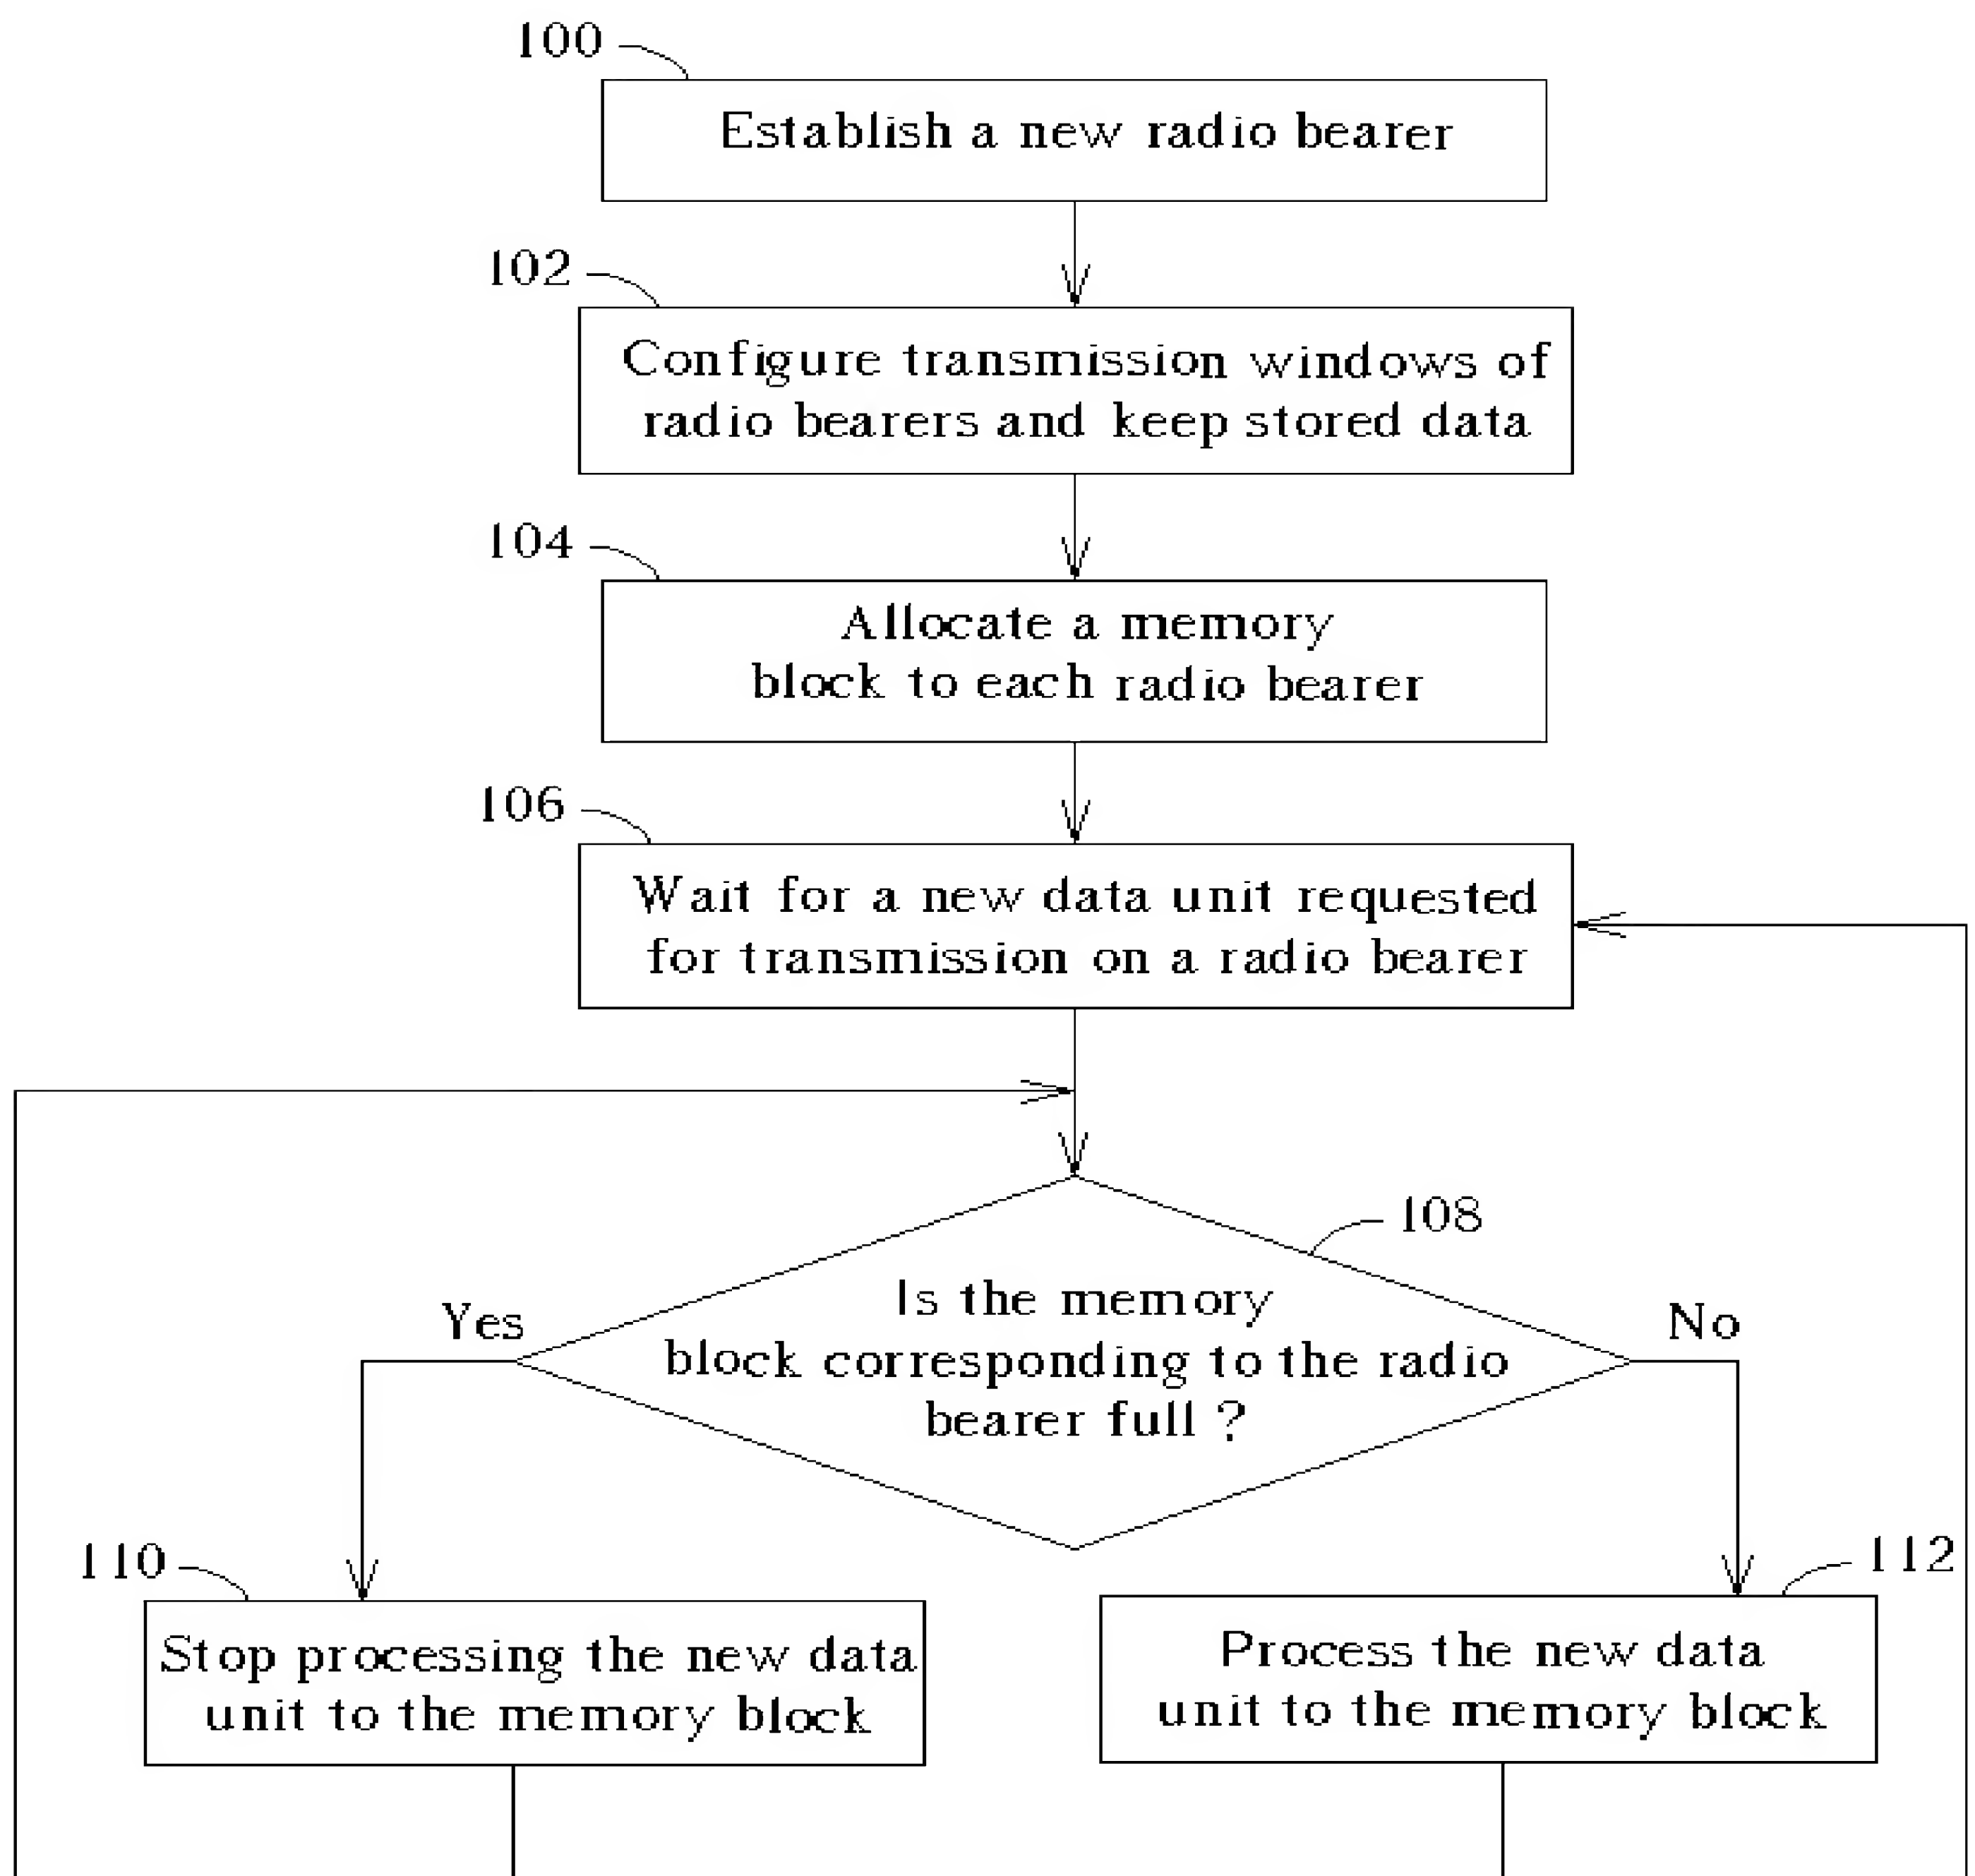 100
Establish a new radio bearer
102
Configure transmission windows of
radio bearers and keep stored data
104
Allocate a memory
block to each radio bearer
106
Wait for a new data unit requested
for transmission on a radio bearer
108
Is the memory
block corresponding to the radio
bearer full ?
Yes
No
110
Stop processing the new data
unit to the memory block
112
Process the new data
unit to the memory block